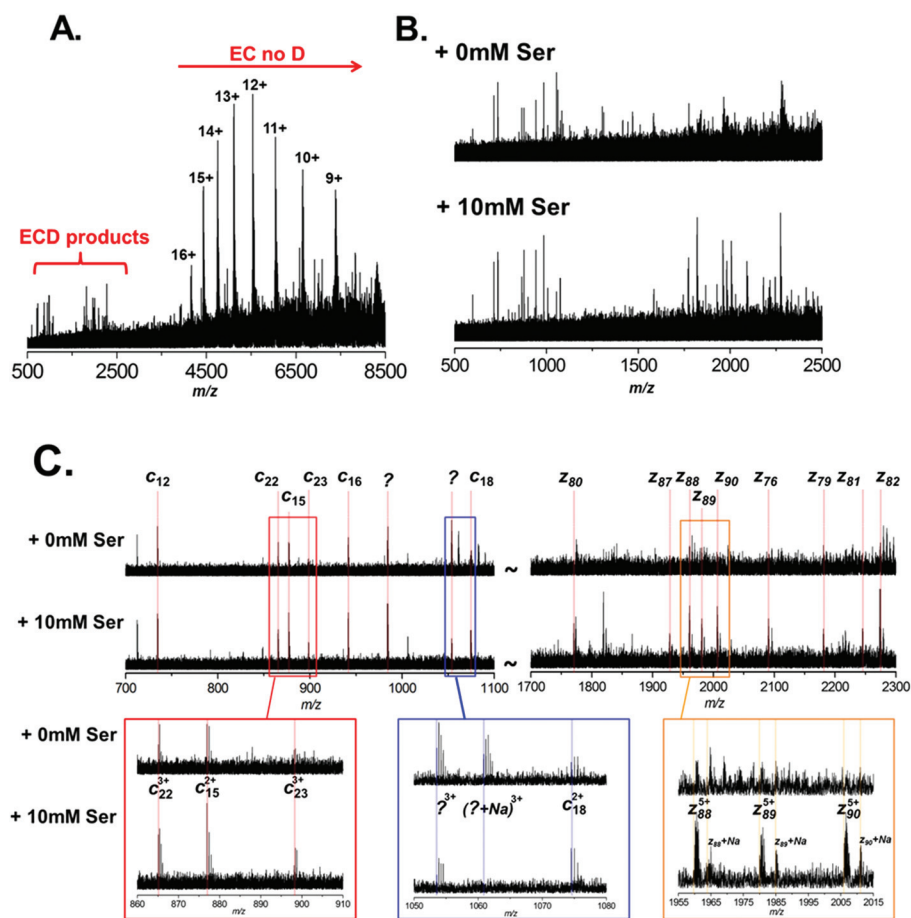 A.
EC no D
12+
13+
14+
11+
10+
15+
9+
ECD products
16+
500 2500 4500 6500 8500
m/z
B.
+ 0mM Ser
+ 10mM Ser
500 1000 1500 2000 2500
m/z
C.
c12 c22 c23 c16 ? ? c18 z80 z87 z88 z90 z76 z79 z81 z82
c15 z89
+ 0mM Ser
~
+ 10mM Ser
~
700 800 900 1000 1100 1700 1800 1900 2000 2100 2200 2300
m/z m/z
+ 0mM Ser
c22 3+ c15 2+ c23 3+
+ 10mM Ser
860 870 880 890 900 910
m/z
?3+ (?+Na)3+ c18 2+
1050 1060 1070 1080
m/z
z88 5+ z89 5+ z90 5+
z88+Na z89+Na z90+Na
1955 1965 1975 1985 1995 2005 2015
m/z